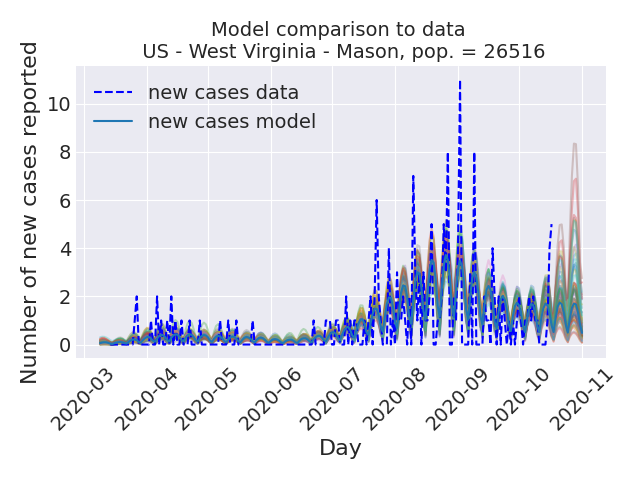 Model comparison to data
US - West Virginia - Mason, pop. = 26516
Number of new cases reported
new cases data
new cases model
10
8
6
4
2
0
2020-03
2020-04
2020-05
2020-06
2020-07
2020-08
2020-09
2020-10
2020-11
Day